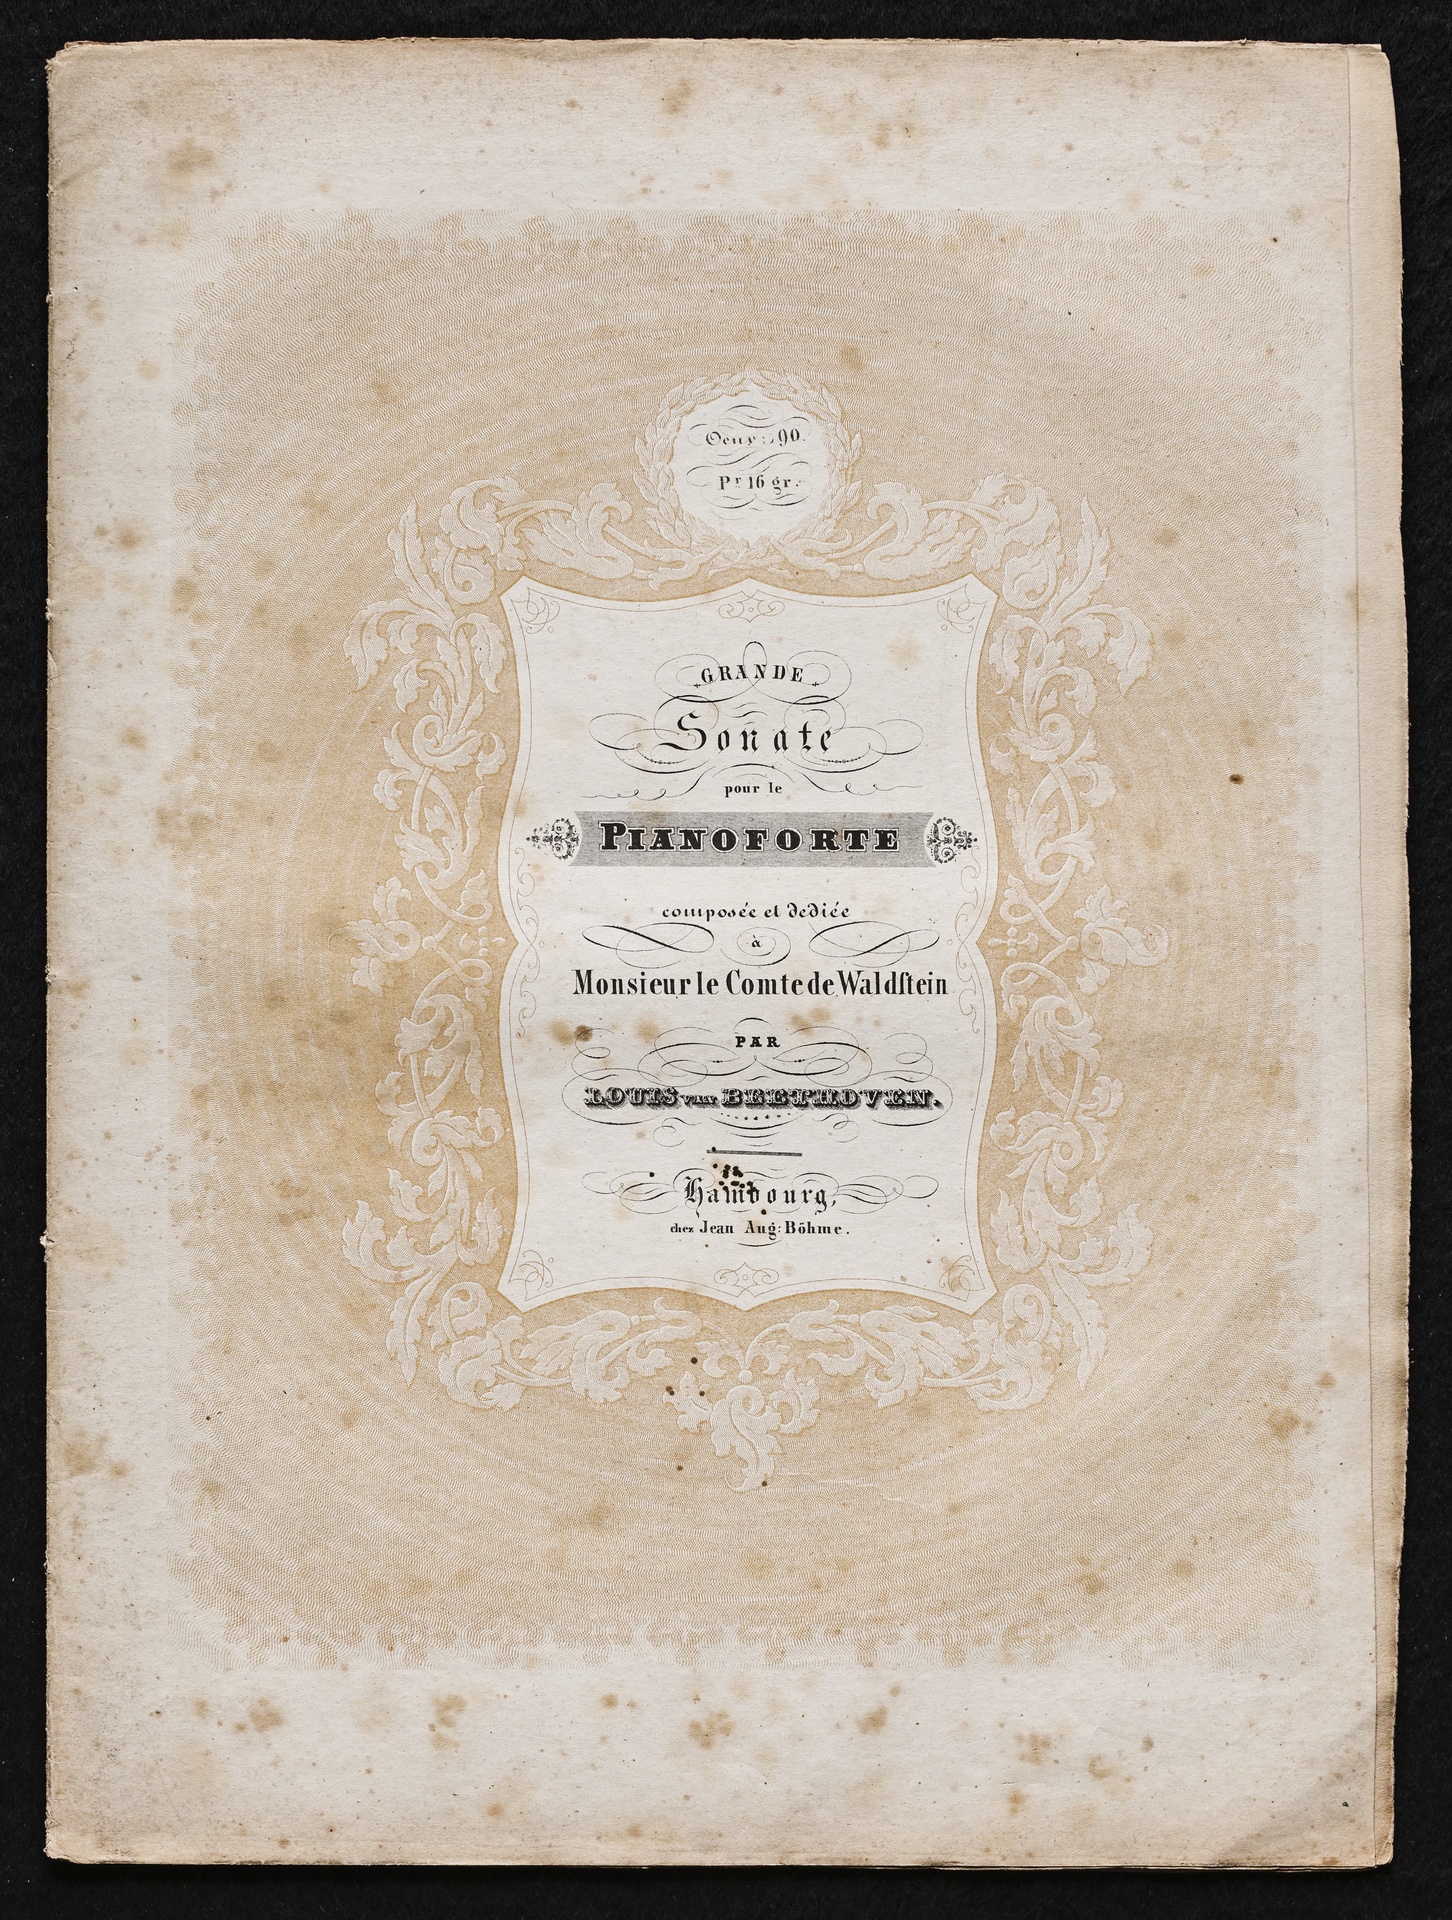 Oeuv: 90.
Pr 16 gr.
GRANDE
Sonate
pour le
PIANOFORTE
composée et dediée
à
Monsieur le Comte de Waldſtein
PAR
LOUIS van BEETHOVEN.
Hambourg,
chez Jean Aug: Böhme.